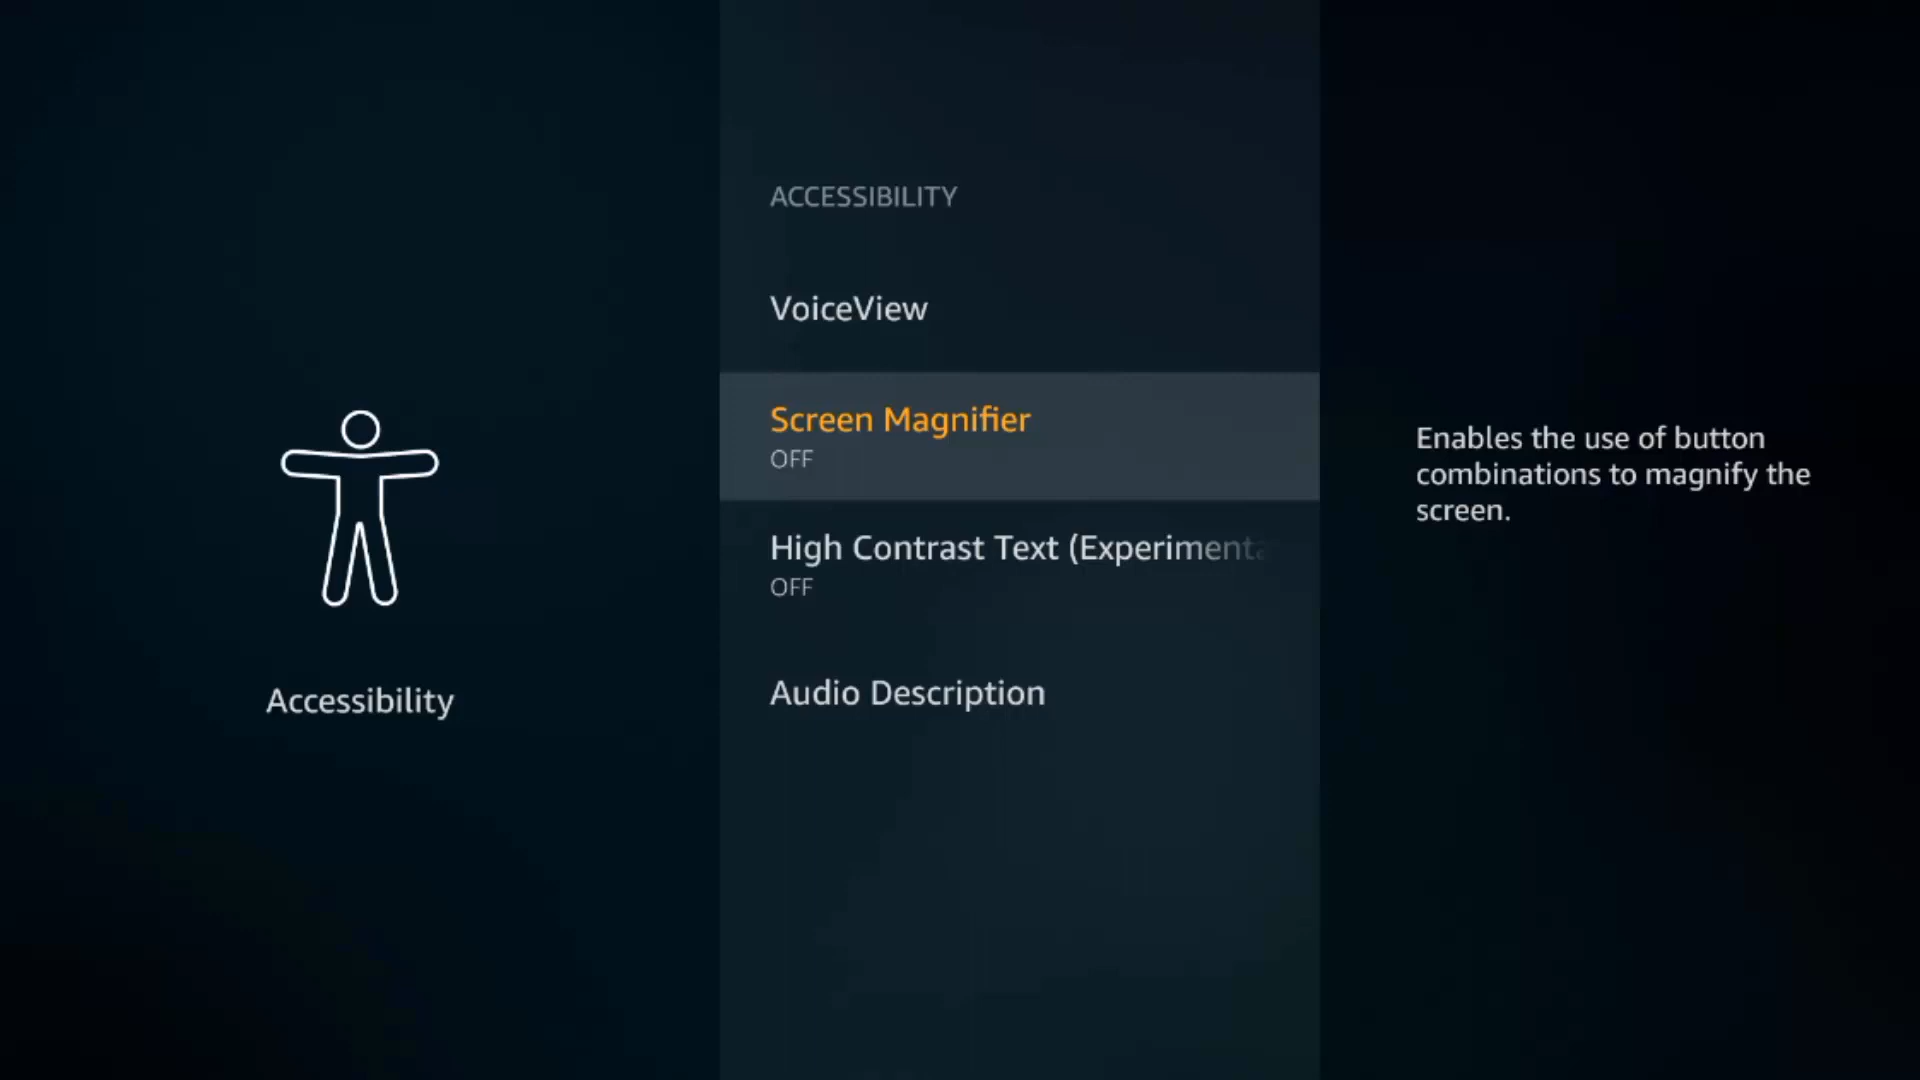 ACCESSIBILITY
VoiceView
Screen Magnifier
OFF
High Contrast Text (Experimenta
OFF
Audio Description
Accessibility
Enables the use of button
combinations to magnify the
screen.